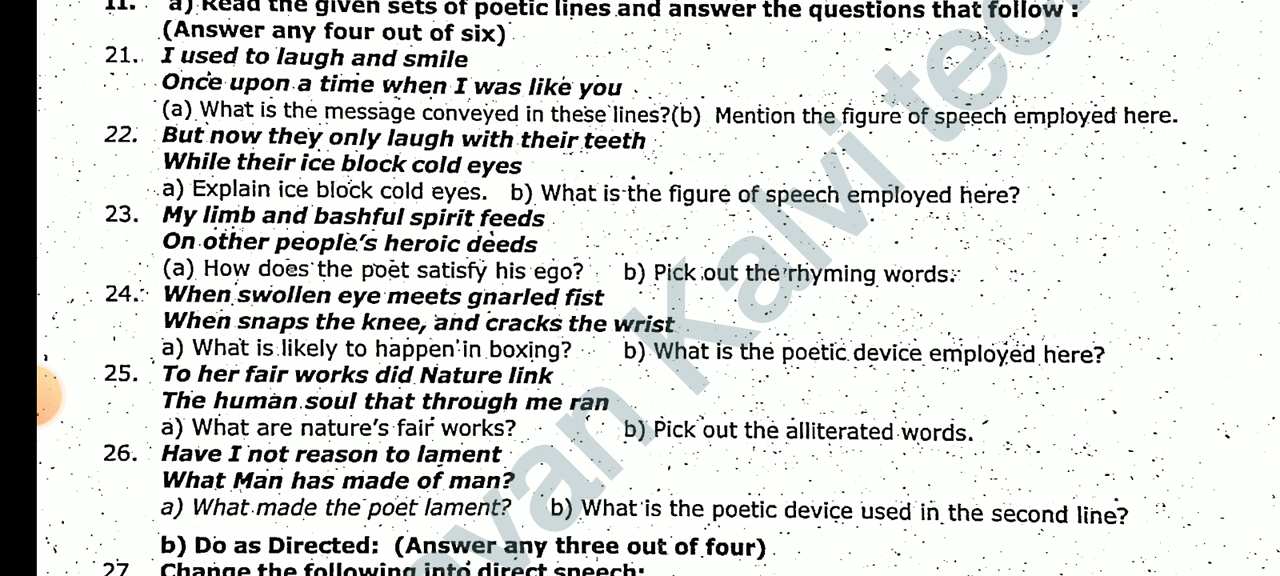 II. a) Read the given sets of poetic lines and answer the questions that follow :
(Answer any four out of six)
21. I used to laugh and smile
Once upon a time when I was like you
(a) What is the message conveyed in these lines?(b) Mention the figure of speech employed here.
22. But now they only laugh with their teeth
While their ice block cold eyes
a) Explain ice block cold eyes. b) What is the figure of speech employed here?
23. My limb and bashful spirit feeds
On other people's heroic deeds
(a) How does the poet satisfy his ego? b) Pick out the rhyming words.
24. When swollen eye meets gnarled fist
When snaps the knee, and cracks the wrist
a) What is likely to happen in boxing? b) What is the poetic device employed here?
25. To her fair works did Nature link
The human soul that through me ran
a) What are nature's fair works? b) Pick out the alliterated words.
26. Have I not reason to lament
What Man has made of man?
a) What made the poet lament? b) What is the poetic device used in the second line?
b) Do as Directed: (Answer any three out of four)
27 Change the following into direct speech:
Kalvi